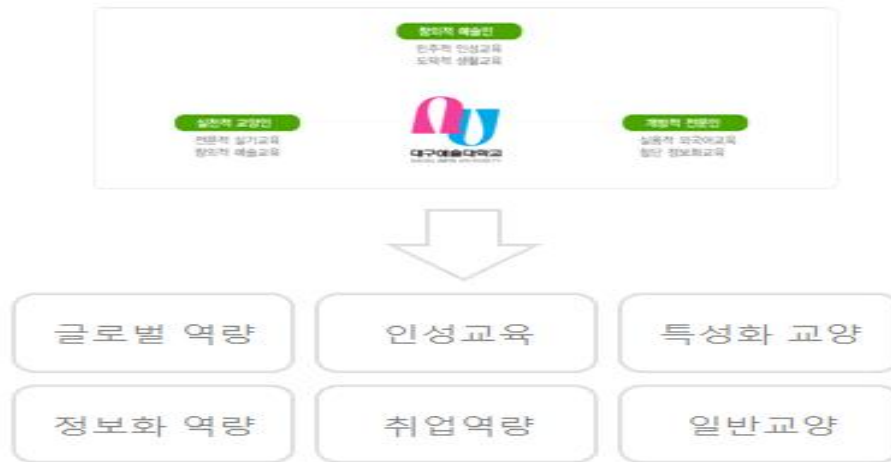 창의적 예술인
민주적 인성교육
도덕적 생활교육
실천적 교양인
전문적 실기교육
창의적 예술교육
대구예술대학교
개방적 전문인
실용적 외국어교육
첨단 정보화교육
글로벌 역량
인성교육
특성화 교양
정보화 역량
취업역량
일반교양